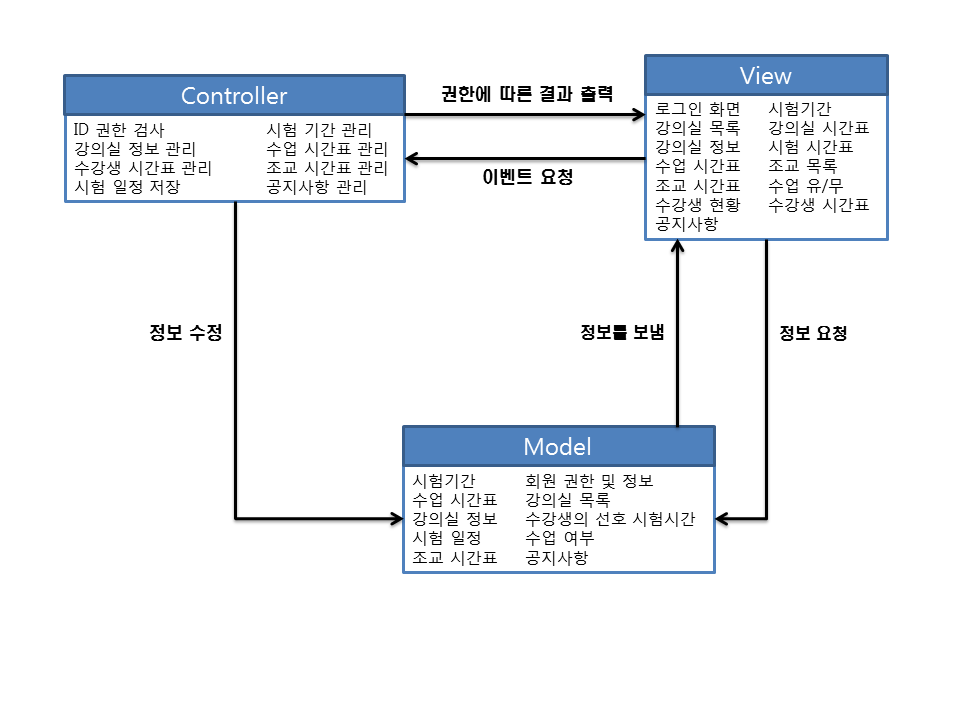 Controller
ID 권한 검사 시험 기간 관리
강의실 정보 관리 수업 시간표 관리
수강생 시간표 관리 조교 시간표 관리
시험 일정 저장 공지사항 관리
권한에 따른 결과 출력
이벤트 요청
View
로그인 화면 시험기간
강의실 목록 강의실 시간표
강의실 정보 시험 시간표
수업 시간표 조교 목록
조교 시간표 수업 유/무
수강생 현황 수강생 시간표
공지사항
정보 수정
정보를 보냄
정보 요청
Model
시험기간 회원 권한 및 정보
수업 시간표 강의실 목록
강의실 정보 수강생의 선호 시험시간
시험 일정 수업 여부
조교 시간표 공지사항